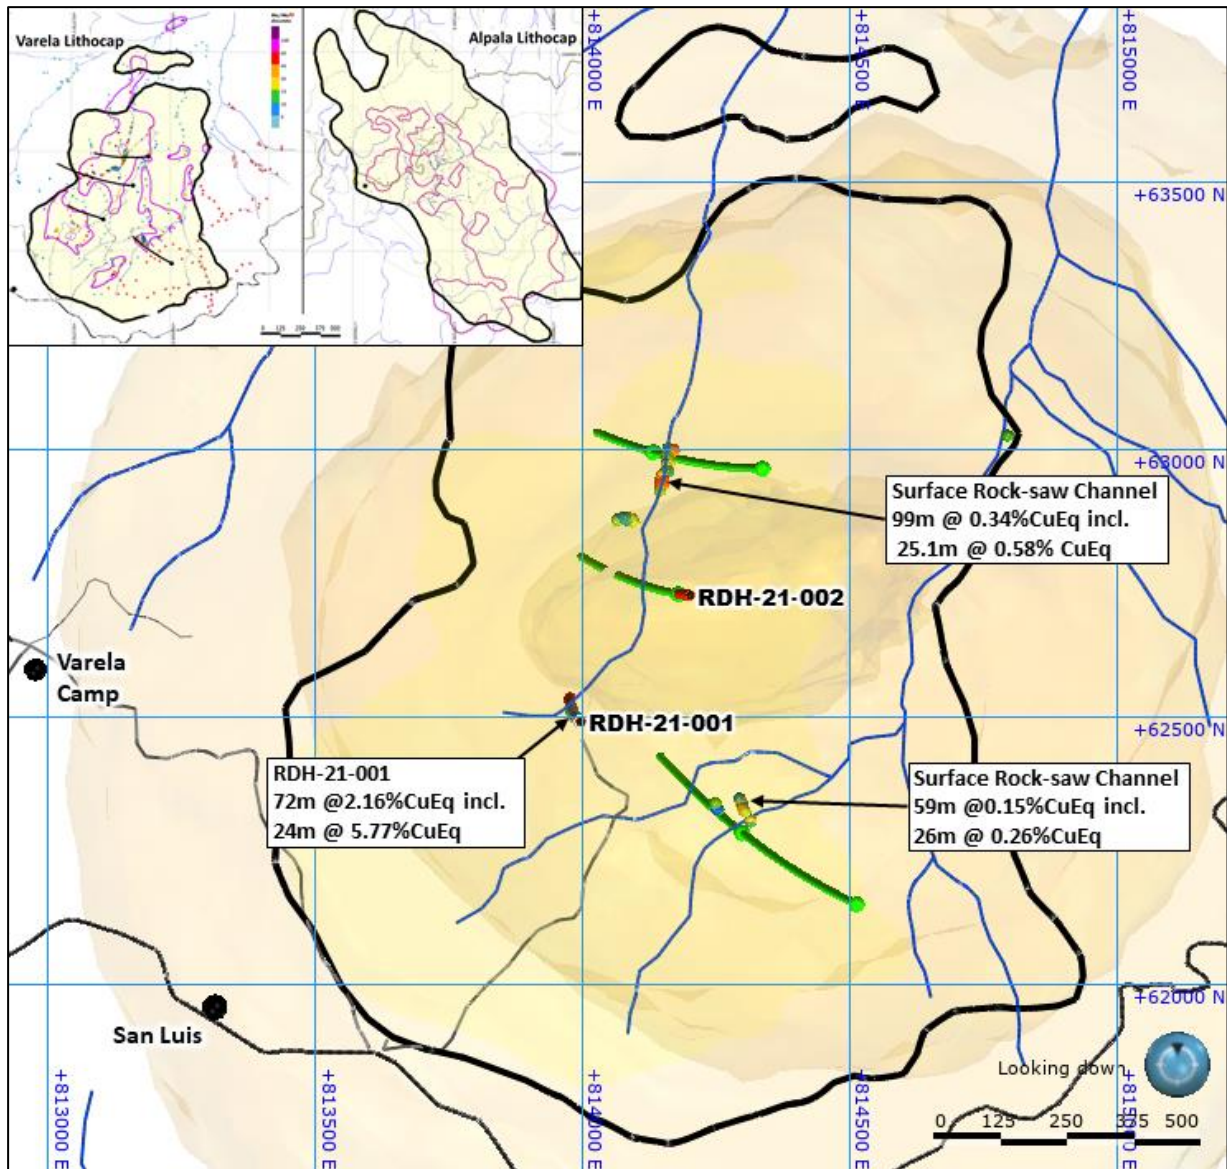 Varela Lithocap
Alpala Lithocap
+814000 E
+814500 E
+815000 E
+63500 N
+63000 N
Surface Rock-saw Channel
99m @ 0.34%CuEq incl.
25.1m @ 0.58% CuEq
RDH-21-002
Varela
Camp
RDH-21-001
+62500 N
RDH-21-001
72m @2.16%CuEq incl.
24m @ 5.77%CuEq
Surface Rock-saw Channel
59m @0.15%CuEq incl.
26m @ 0.26%CuEq
+62000 N
San Luis
Looking down
+813000 E
+813500 E
+814000 E
+814500 E
0 125 250 375 500